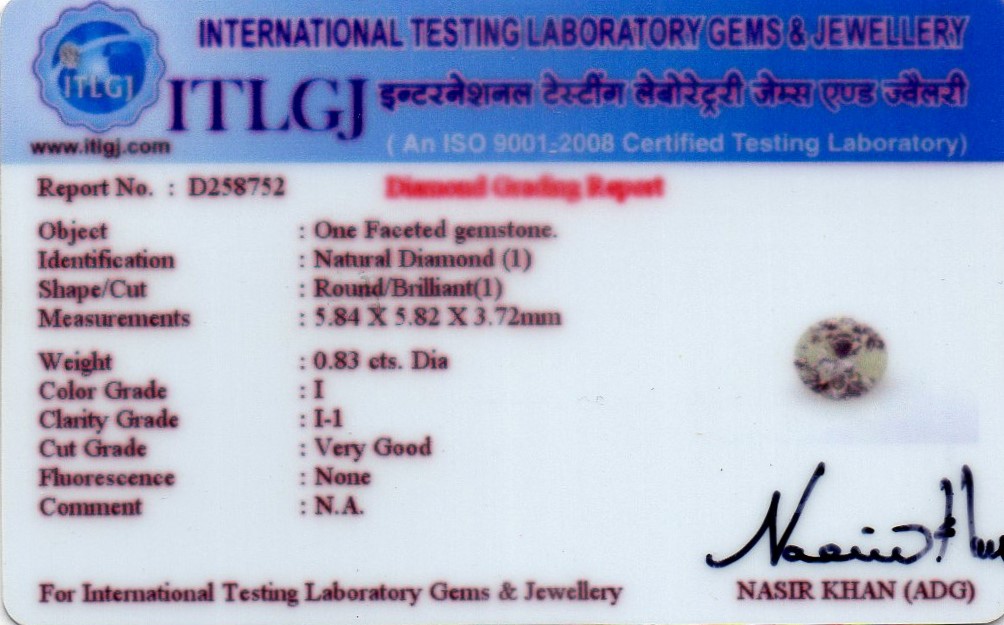 INTERNATIONAL TESTING LABORATORY GEMS & JEWELLERY
ITLGJ
ITLGJ
इन्टरनेशनल टेस्टींग लेबोरेट्ररी जेम्स एण्ड ज्वैलरी
www.itlgj.com
( An ISO 9001-2008 Certified Testing Laboratory)
Report No. : D258752
Diamond Grading Report
Object : One Faceted gemstone.
Identification : Natural Diamond (1)
Shape/Cut : Round/Brilliant(1)
Measurements : 5.84 X 5.82 X 3.72mm
Weight : 0.83 cts. Dia
Color Grade : I
Clarity Grade : I-1
Cut Grade : Very Good
Fluorescence : None
Comment : N.A.
For International Testing Laboratory Gems & Jewellery
NASIR KHAN (ADG)